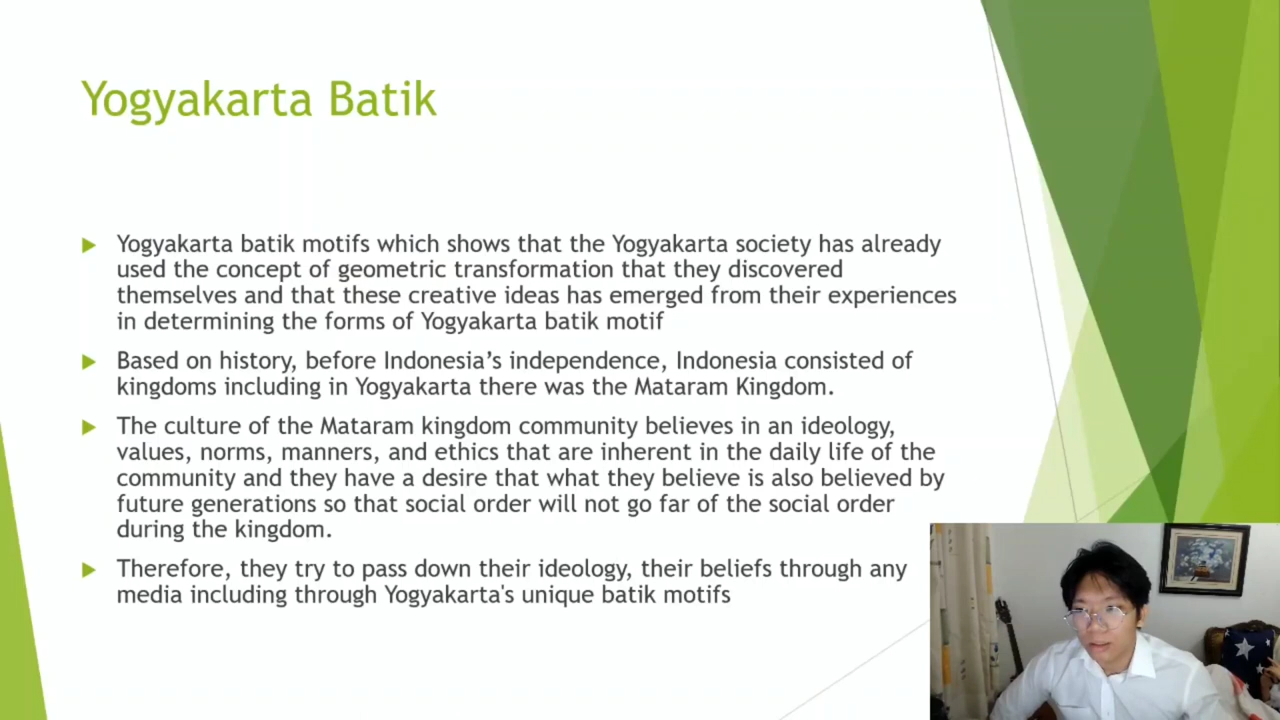 Yogyakarta Batik
Yogyakarta batik motifs which shows that the Yogyakarta society has already
used the concept of geometric transformation that they discovered
themselves and that these creative ideas has emerged from their experiences
in determining the forms of Yogyakarta batik motif
Based on history, before Indonesia’s independence, Indonesia consisted of
kingdoms including in Yogyakarta there was the Mataram Kingdom.
The culture of the Mataram kingdom community believes in an ideology,
values, norms, manners, and ethics that are inherent in the daily life of the
community and they have a desire that what they believe is also believed by
future generations so that social order will not go far of the social order
during the kingdom.
Therefore, they try to pass down their ideology, their beliefs through any
media including through Yogyakarta's unique batik motifs